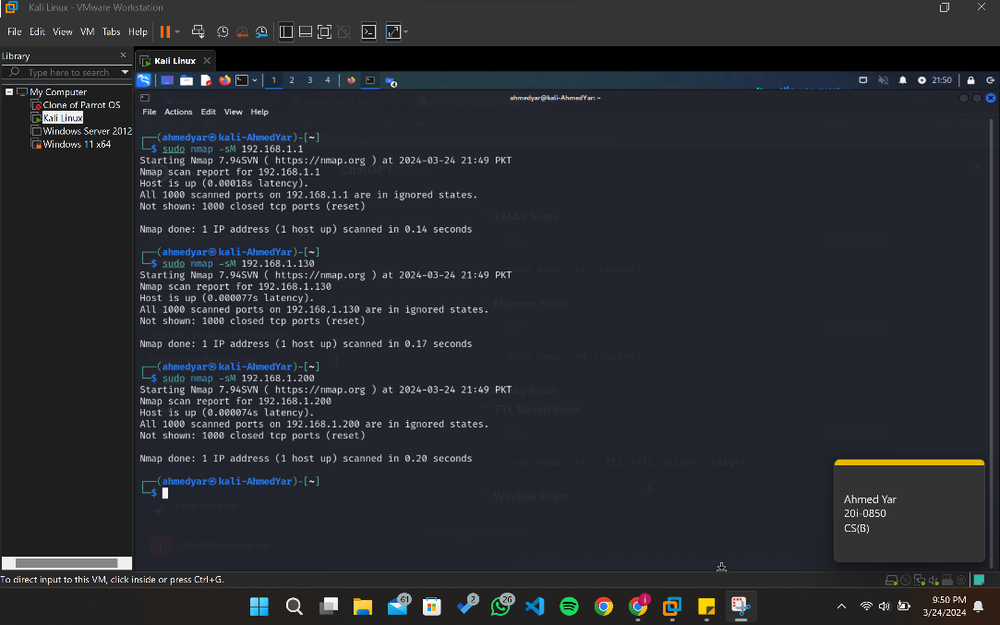 Kali Linux - VMware Workstation
File Edit View VM Tabs Help
Library
Type here to search
My Computer
Clone of Parrot OS
Kali Linux
Windows Server 2012
Windows 11 x64
Kali Linux
1 2 3 4
4
21:50
ahmedyar@kali-AhmedYar: ~
File Actions Edit View Help
┌──(ahmedyar㉿kali-AhmedYar)-[~]
└─$ sudo nmap -sM 192.168.1.1
Starting Nmap 7.94SVN ( https://nmap.org ) at 2024-03-24 21:49 PKT
Nmap scan report for 192.168.1.1
Host is up (0.00018s latency).
All 1000 scanned ports on 192.168.1.1 are in ignored states.
Not shown: 1000 closed tcp ports (reset)
Nmap done: 1 IP address (1 host up) scanned in 0.14 seconds
┌──(ahmedyar㉿kali-AhmedYar)-[~]
└─$ sudo nmap -sM 192.168.1.130
Starting Nmap 7.94SVN ( https://nmap.org ) at 2024-03-24 21:49 PKT
Nmap scan report for 192.168.1.130
Host is up (0.000077s latency).
All 1000 scanned ports on 192.168.1.130 are in ignored states.
Not shown: 1000 closed tcp ports (reset)
Nmap done: 1 IP address (1 host up) scanned in 0.17 seconds
┌──(ahmedyar㉿kali-AhmedYar)-[~]
└─$ sudo nmap -sM 192.168.1.200
Starting Nmap 7.94SVN ( https://nmap.org ) at 2024-03-24 21:49 PKT
Nmap scan report for 192.168.1.200
Host is up (0.000074s latency).
All 1000 scanned ports on 192.168.1.200 are in ignored states.
Not shown: 1000 closed tcp ports (reset)
Nmap done: 1 IP address (1 host up) scanned in 0.20 seconds
┌──(ahmedyar㉿kali-AhmedYar)-[~]
└─$
XMAS Scan:
Maimon Scan
TTL Based Scan
Window Scan:
Ahmed Yar
20i-0850
CS(B)
To direct input to this VM, click inside or press Ctrl+G.
61
2
26
9:50 PM
3/24/2024